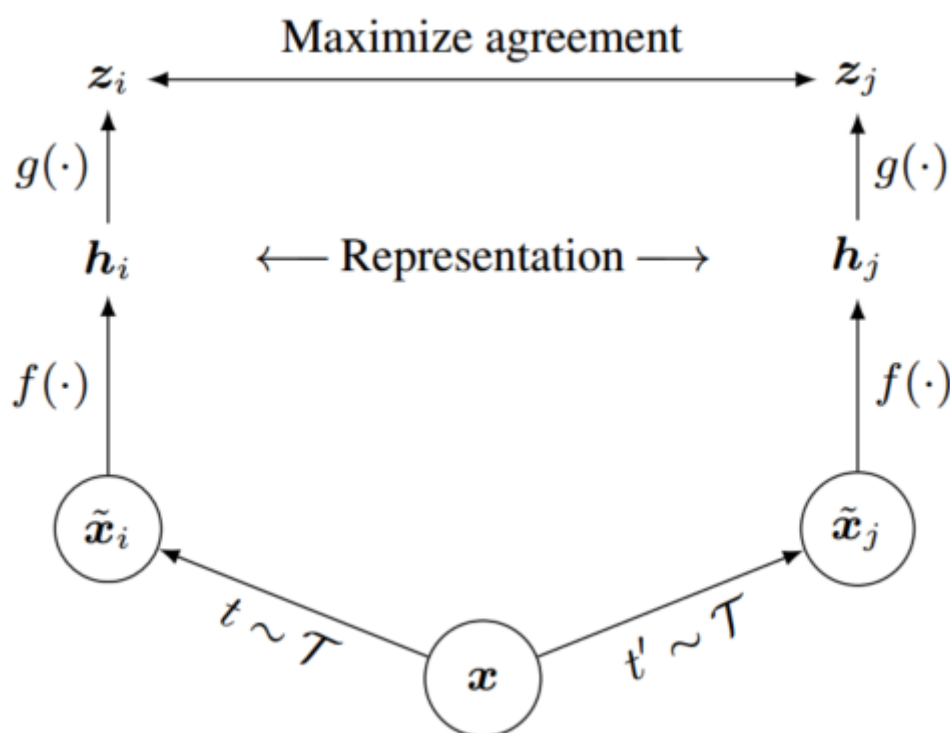 Maximize agreement
z_i z_j
g(·) g(·)
h_i ← Representation → h_j
f(·) f(·)
x̃_i x̃_j
t ~ 𝒯 t' ~ 𝒯
x